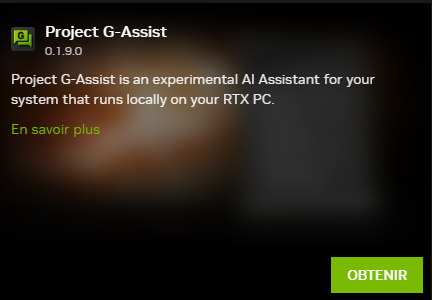 Project G-Assist
0.1.9.0
Project G-Assist is an experimental AI Assistant for your
system that runs locally on your RTX PC.
En savoir plus
OBTENIR